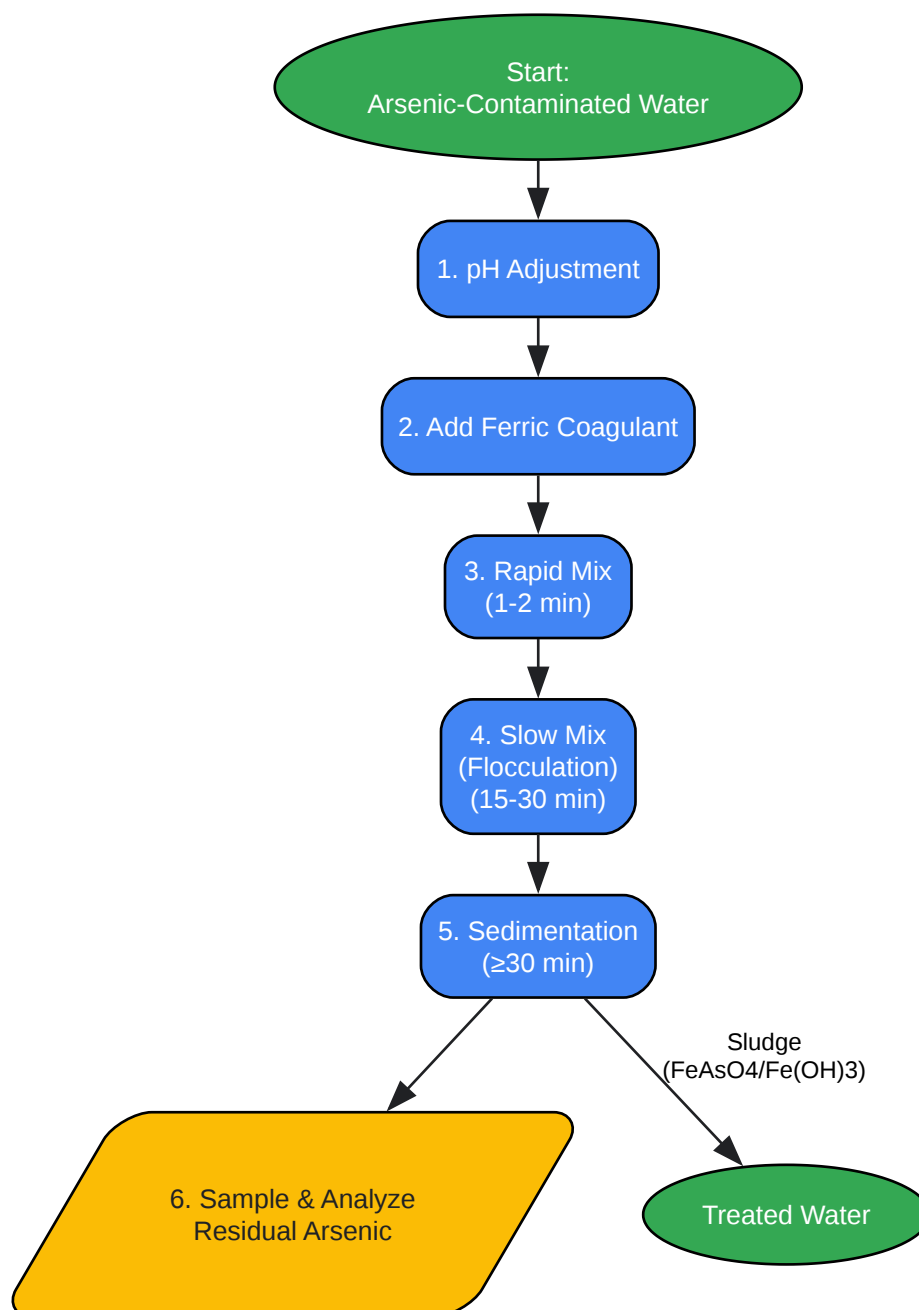 Start:
Arsenic-Contaminated Water
1. pH Adjustment
2. Add Ferric Coagulant
3. Rapid Mix
(1-2 min)
4. Slow Mix
(Flocculation)
(15-30 min)
5. Sedimentation
(≥30 min)
Sludge
(FeAsO4/Fe(OH)3)
6. Sample & Analyze
Residual Arsenic
Treated Water